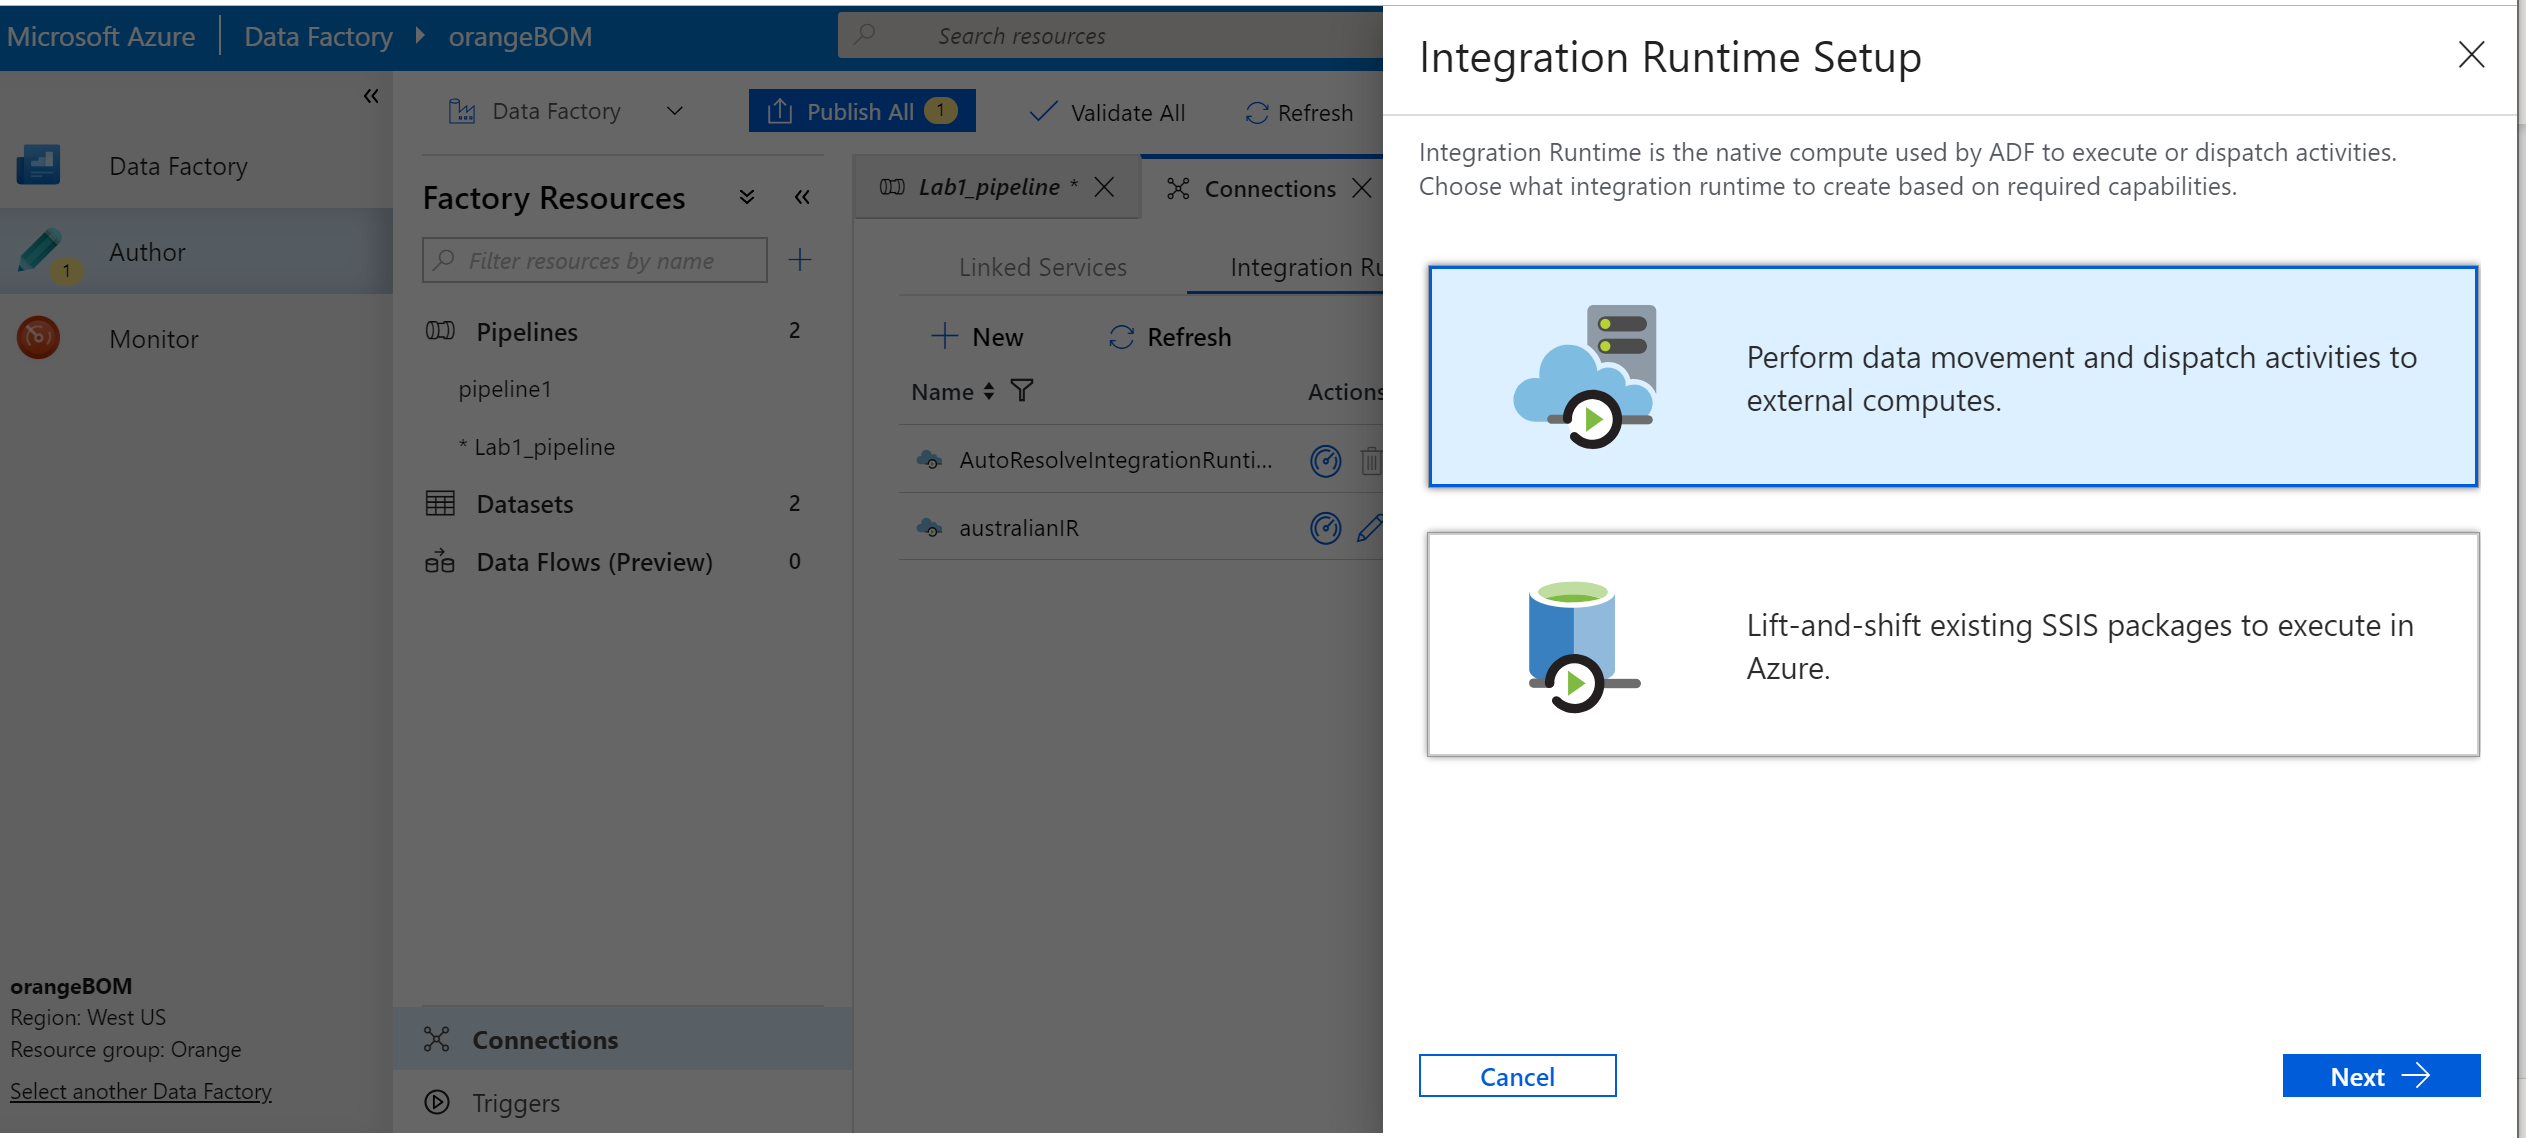 Microsoft Azure
Data Factory
orangeBOM
Search resources
Data Factory
Author
1
Monitor
orangeBOM
Region: West US
Resource group: Orange
Select another Data Factory
Data Factory
Publish All 1
Validate All
Refresh
Factory Resources
Filter resources by name
Pipelines 2
pipeline1
* Lab1_pipeline
Datasets 2
Data Flows (Preview) 0
Connections
Triggers
Lab1_pipeline *
Connections
Linked Services
Integration Ru
New
Refresh
Name
Actions
AutoResolveIntegrationRunti...
australianIR
Integration Runtime Setup
Integration Runtime is the native compute used by ADF to execute or dispatch activities.
Choose what integration runtime to create based on required capabilities.
Perform data movement and dispatch activities to
external computes.
Lift-and-shift existing SSIS packages to execute in
Azure.
Cancel
Next